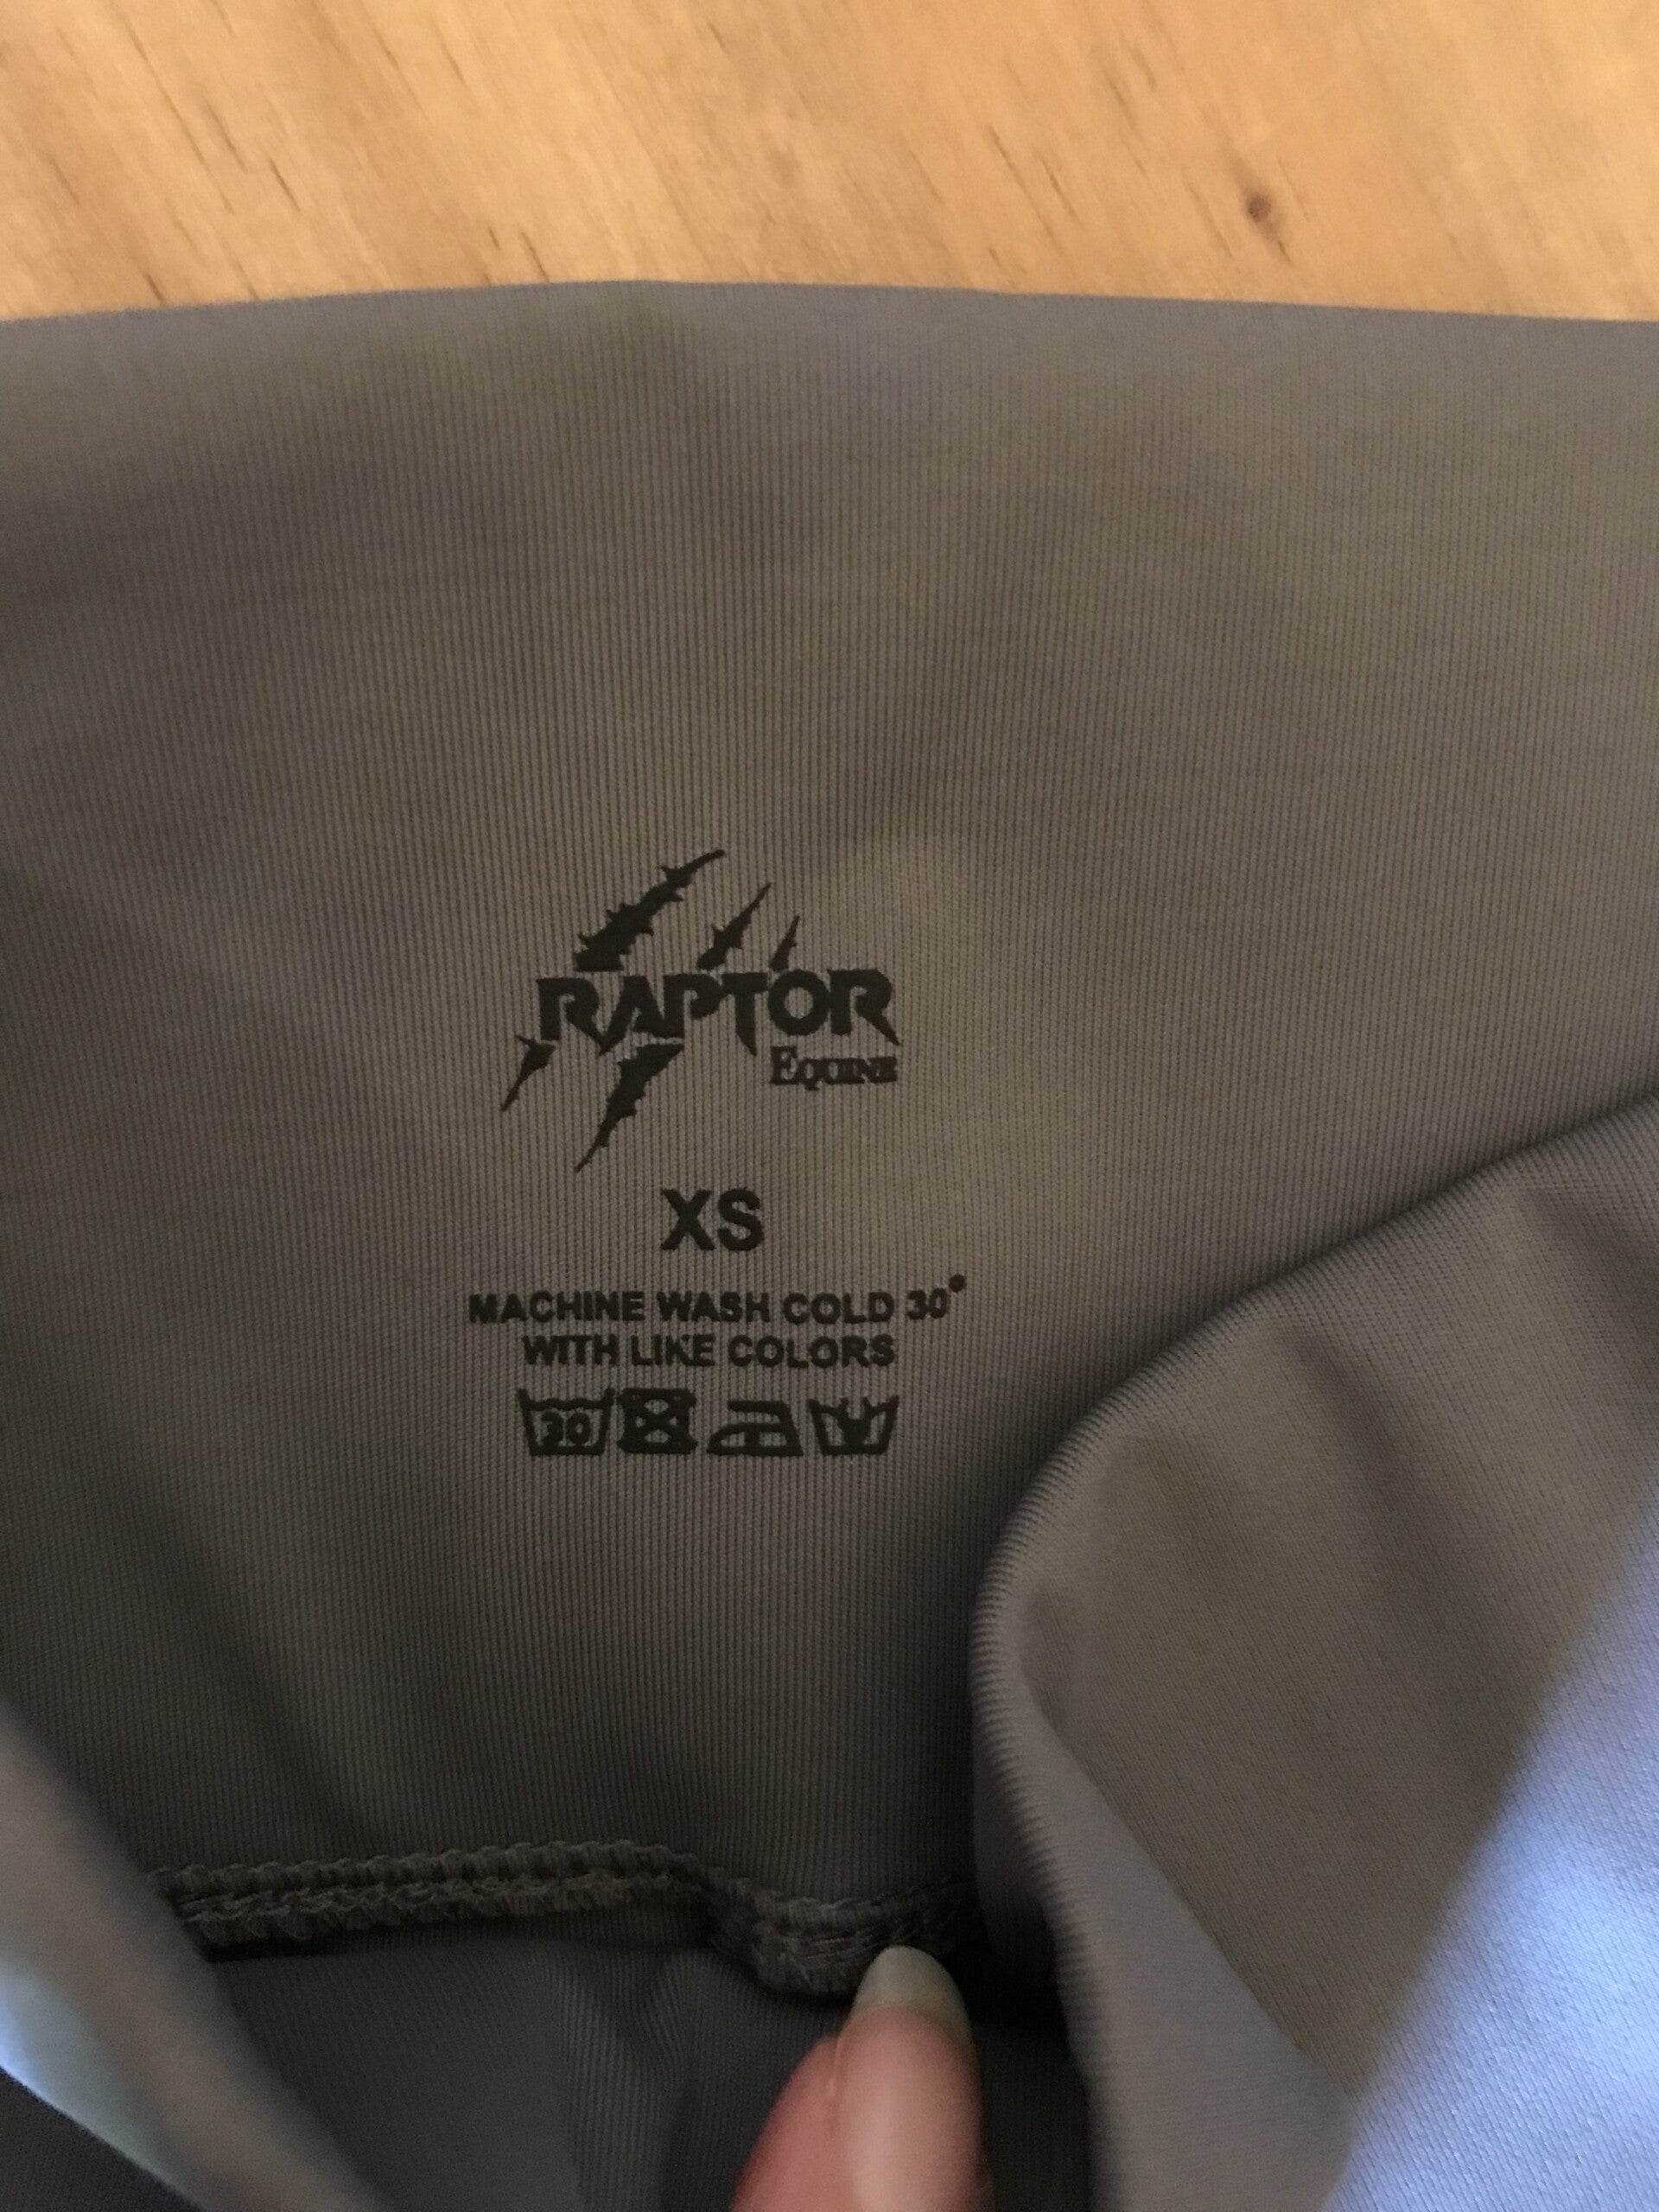 RAPTOR
EQUINE
XS
MACHINE WASH COLD 30°
WITH LIKE COLORS
30